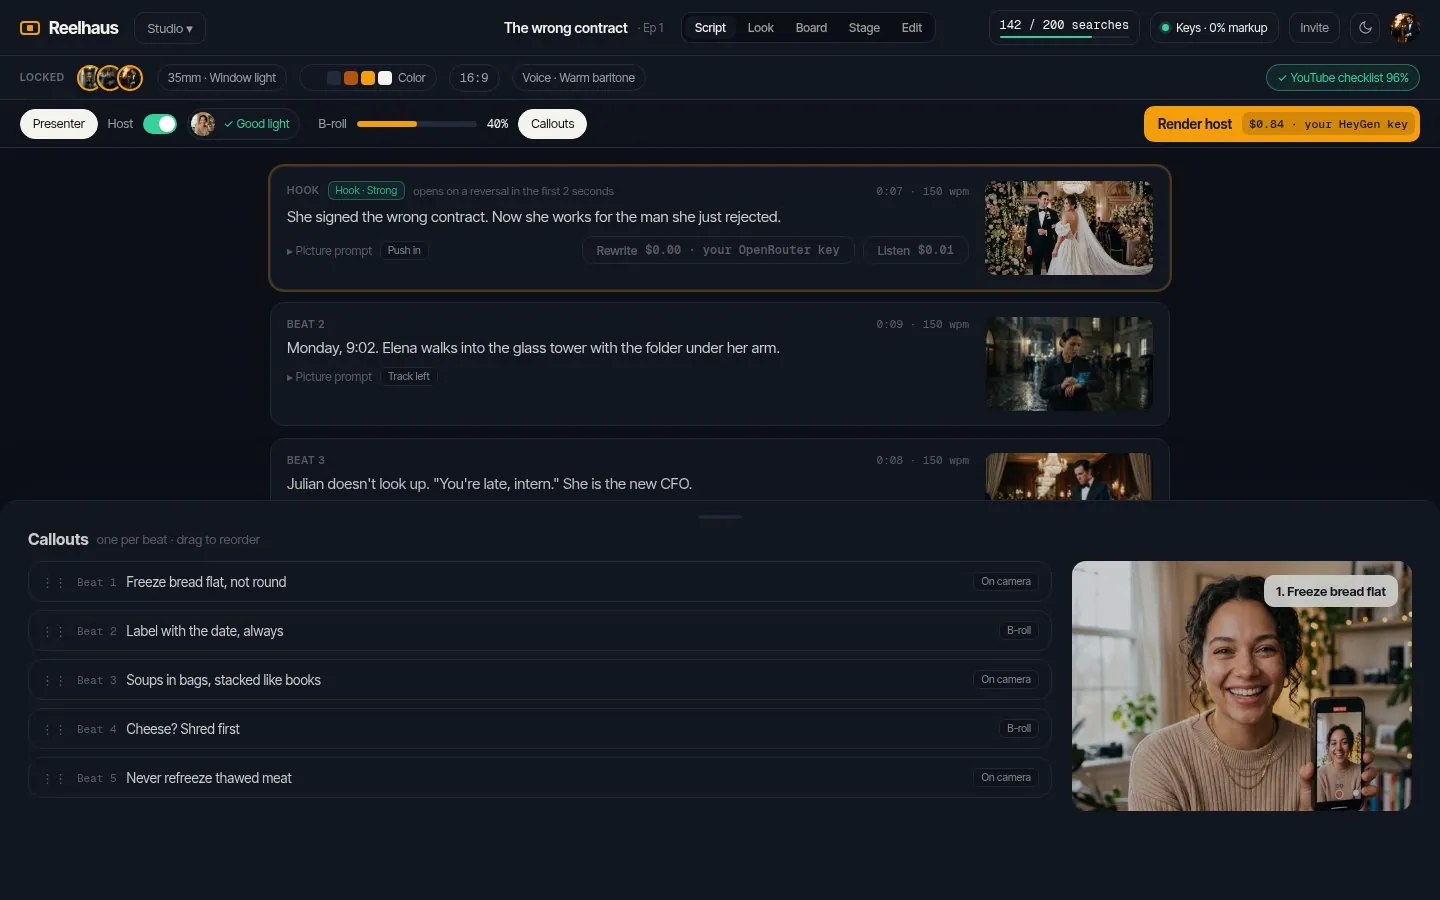 Reelhaus
Studio ▾
The wrong contract · Ep 1
Script
Look
Board
Stage
Edit
142 / 200 searches
Keys · 0% markup
Invite
LOCKED
35mm · Window light
Color
16:9
Voice · Warm baritone
✓ YouTube checklist 96%
Presenter
Host
✓ Good light
B-roll
40%
Callouts
Render host
$0.84 · your HeyGen key
HOOK
Hook · Strong
opens on a reversal in the first 2 seconds
0:07 · 150 wpm
She signed the wrong contract. Now she works for the man she just rejected.
▸ Picture prompt
Push in
Rewrite $0.00 · your OpenRouter key
Listen $0.01
BEAT 2
0:09 · 150 wpm
Monday, 9:02. Elena walks into the glass tower with the folder under her arm.
▸ Picture prompt
Track left
BEAT 3
0:08 · 150 wpm
Julian doesn't look up. "You're late, intern." She is the new CFO.
Callouts
one per beat · drag to reorder
Beat 1 Freeze bread flat, not round
On camera
Beat 2 Label with the date, always
B-roll
Beat 3 Soups in bags, stacked like books
On camera
Beat 4 Cheese? Shred first
B-roll
Beat 5 Never refreeze thawed meat
On camera
1. Freeze bread flat